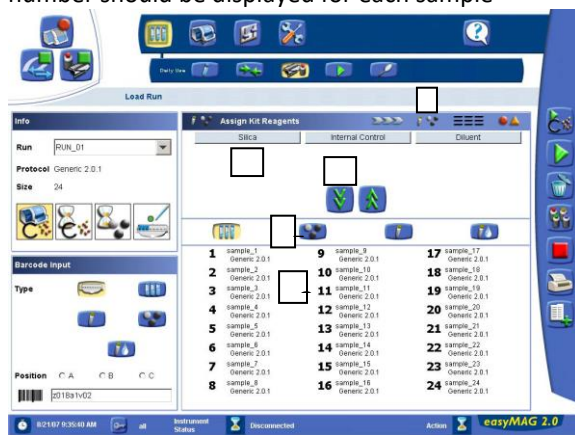 number should be displayed for each sample
Daily Use
Load Run
Info
Run RUN_01
Protocol Generic 2.0.1
Size 24
Assign Kit Reagents
Silica Internal Control Diluent
1 sample_1 Generic 2.0.1
2 sample_2 Generic 2.0.1
3 sample_3 Generic 2.0.1
4 sample_4 Generic 2.0.1
5 sample_5 Generic 2.0.1
6 sample_6 Generic 2.0.1
7 sample_7 Generic 2.0.1
8 sample_8 Generic 2.0.1
9 sample_9 Generic 2.0.1
10 sample_10 Generic 2.0.1
11 sample_11 Generic 2.0.1
12 sample_12 Generic 2.0.1
13 sample_13 Generic 2.0.1
14 sample_14 Generic 2.0.1
15 sample_15 Generic 2.0.1
16 sample_16 Generic 2.0.1
17 sample_17 Generic 2.0.1
18 sample_18 Generic 2.0.1
19 sample_19 Generic 2.0.1
20 sample_20 Generic 2.0.1
21 sample_21 Generic 2.0.1
22 sample_22 Generic 2.0.1
23 sample_23 Generic 2.0.1
24 sample_24 Generic 2.0.1
Barcode Input
Type
Position A B C
z018a1v02
8/21/07 9:35:40 AM all Instrument Status Disconnected Action easyMAG 2.0